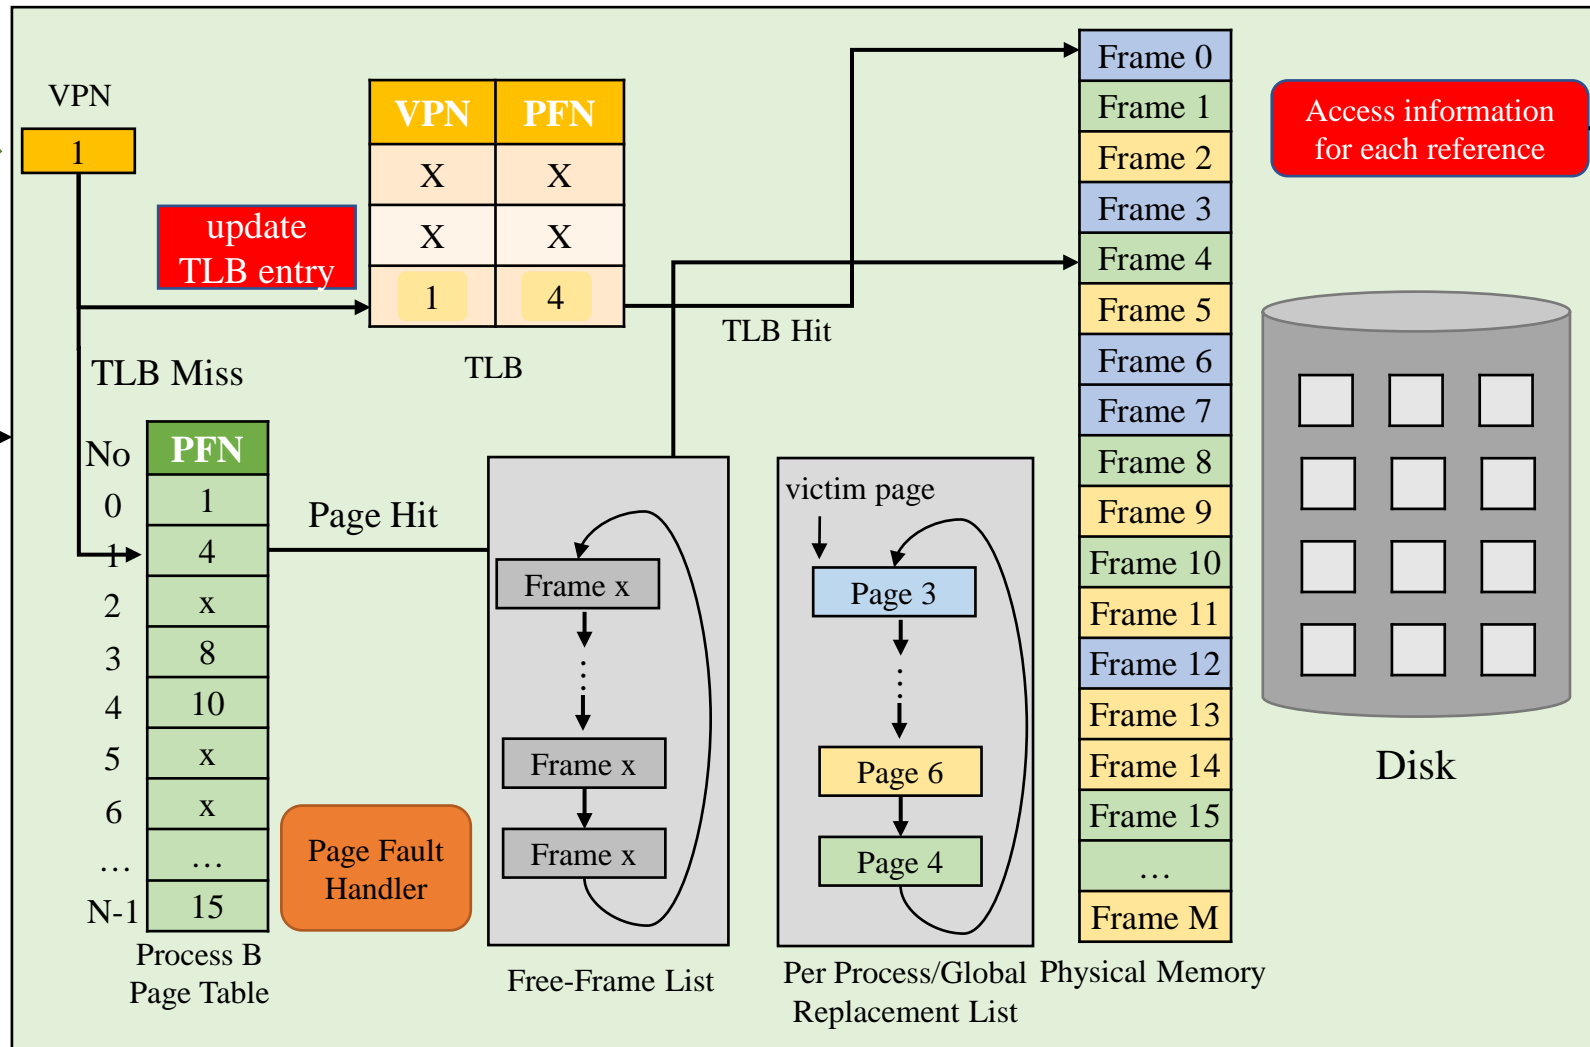 VPN
1
update
TLB entry
VPN PFN
X X
X X
1 4
TLB
TLB Hit
TLB Miss
No PFN
0 1
1 4
2 x
3 8
4 10
5 x
6 x
… …
N-1 15
Process B
Page Table
Page Hit
Page Fault
Handler
Frame x
Frame x
Frame x
Free-Frame List
victim page
Page 3
Page 6
Page 4
Per Process/Global
Replacement List
Frame 0
Frame 1
Frame 2
Frame 3
Frame 4
Frame 5
Frame 6
Frame 7
Frame 8
Frame 9
Frame 10
Frame 11
Frame 12
Frame 13
Frame 14
Frame 15
…
Frame M
Physical Memory
Access information
for each reference
Disk